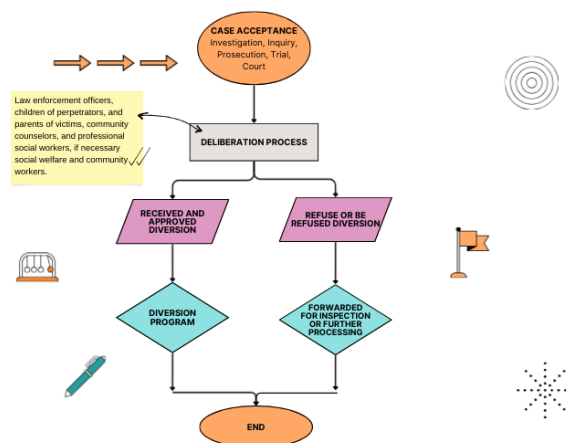 CASE ACCEPTANCE
Investigation, Inquiry,
Prosecution, Trial,
Court
Law enforcement officers,
children of perpetrators, and
parents of victims, community
counselors, and professional
social workers, if necessary
social welfare and community
workers.
DELIBERATION PROCESS
RECEIVED AND
APPROVED
DIVERSION
REFUSE OR BE
REFUSED DIVERSION
DIVERSION
PROGRAM
FORWARDED
FOR INSPECTION
OR FURTHER
PROCESSING
END